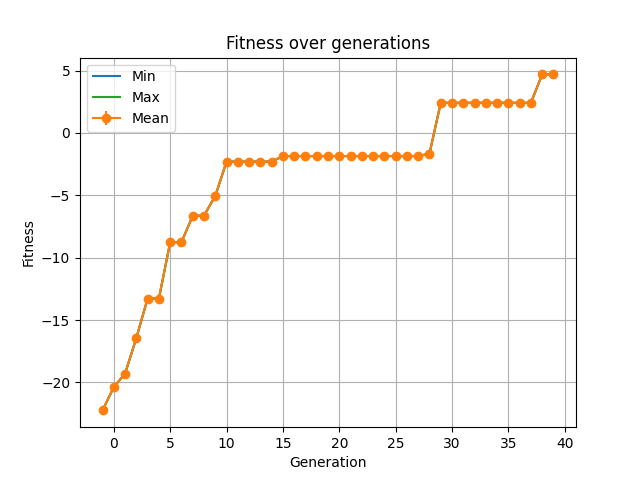 Fitness over generations
Min
Max
Mean
5
0
−5
−10
−15
−20
Fitness
0 5 10 15 20 25 30 35 40
Generation